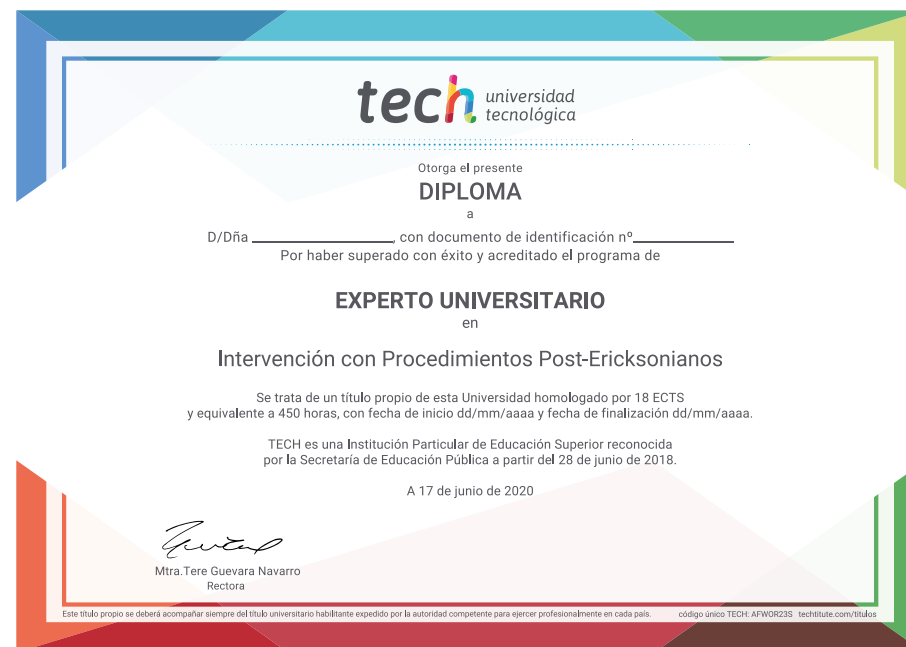 tech universidad
tecnológica
Otorga el presente
DIPLOMA
a
D/Dña ____________________, con documento de identificación nº______________
Por haber superado con éxito y acreditado el programa de
EXPERTO UNIVERSITARIO
en
Intervención con Procedimientos Post-Ericksonianos
Se trata de un título propio de esta Universidad homologado por 18 ECTS
y equivalente a 450 horas, con fecha de inicio dd/mm/aaaa y fecha de finalización dd/mm/aaaa.
TECH es una Institución Particular de Educación Superior reconocida
por la Secretaría de Educación Pública a partir del 28 de junio de 2018.
A 17 de junio de 2020
Mtra.Tere Guevara Navarro
Rectora
Este título propio se deberá acompañar siempre del título universitario habilitante expedido por la autoridad competente para ejercer profesionalmente en cada país. código único TECH: AFWOR23S techtitute.com/titulos